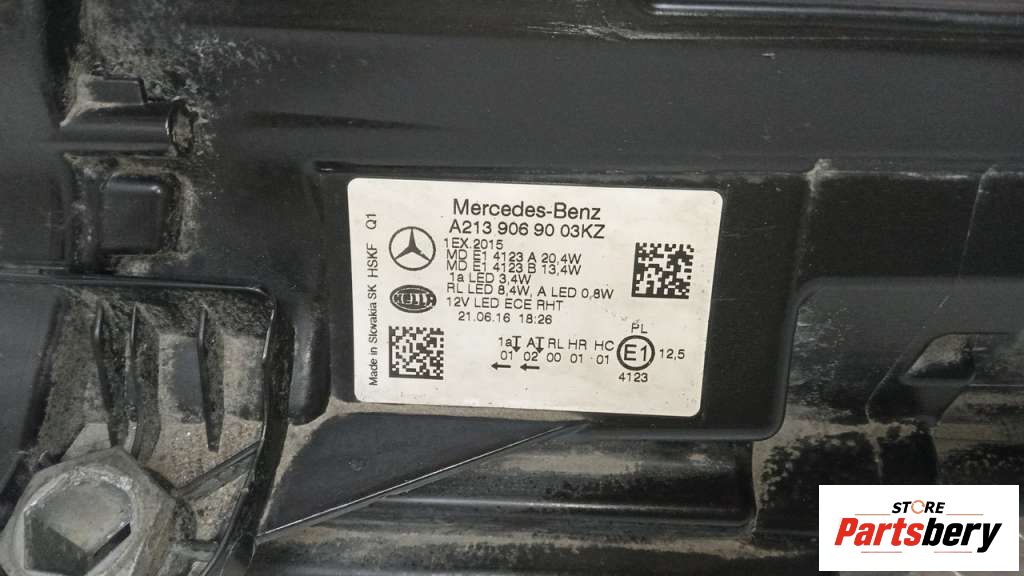 Mercedes-Benz
A213 906 90 03KZ
1EX 2015
MD E1 4123 A 20,4W
MD E1 4123 B 13,4W
1a LED 3,4W
RL LED 8,4W, A LED 0,8W
12V LED ECE RHT
21.06.16 18:26
HELLA
Made in Slovakia SK HSKF Q1
1a A RL HR HC
01 02 00 01 01
PL
E1 12,5
4123
STORE
Partsbery